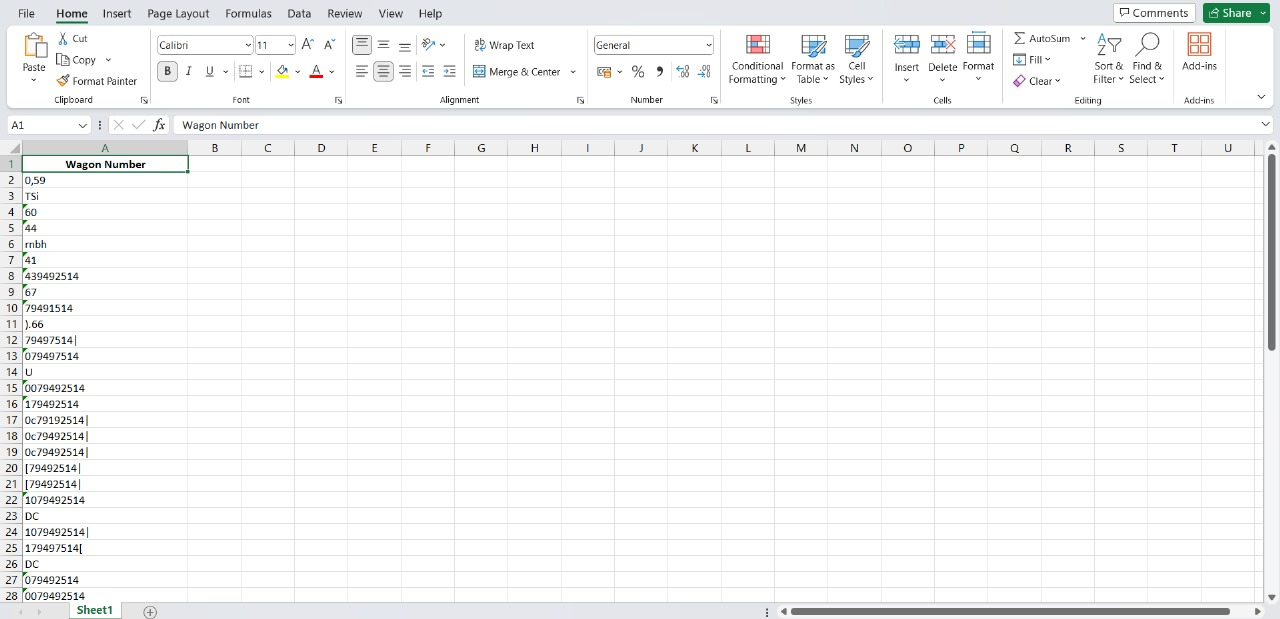 File Home Insert Page Layout Formulas Data Review View Help Comments Share
Paste Cut Copy Format Painter Clipboard
Calibri 11 A A B I U A Font
Wrap Text Merge & Center Alignment
General % 9 Number
Conditional Formatting Format as Table Cell Styles Styles
Insert Delete Format Cells
AutoSum Fill Clear Sort & Filter Find & Select Editing
Add-ins Add-ins
A1 fx Wagon Number
A B C D E F G H I J K L M N O P Q R S T U
1 Wagon Number
2 0,59
3 TSi
4 60
5 44
6 rnbh
7 41
8 439492514
9 67
10 79491514
11 ).66
12 79497514|
13 079497514
14 U
15 0079492514
16 179492514
17 0c79192514|
18 0c79492514|
19 0c79492514|
20 [79492514|
21 [79492514|
22 1079492514
23 DC
24 1079492514|
25 179497514[
26 DC
27 079492514
28 0079492514
Sheet1